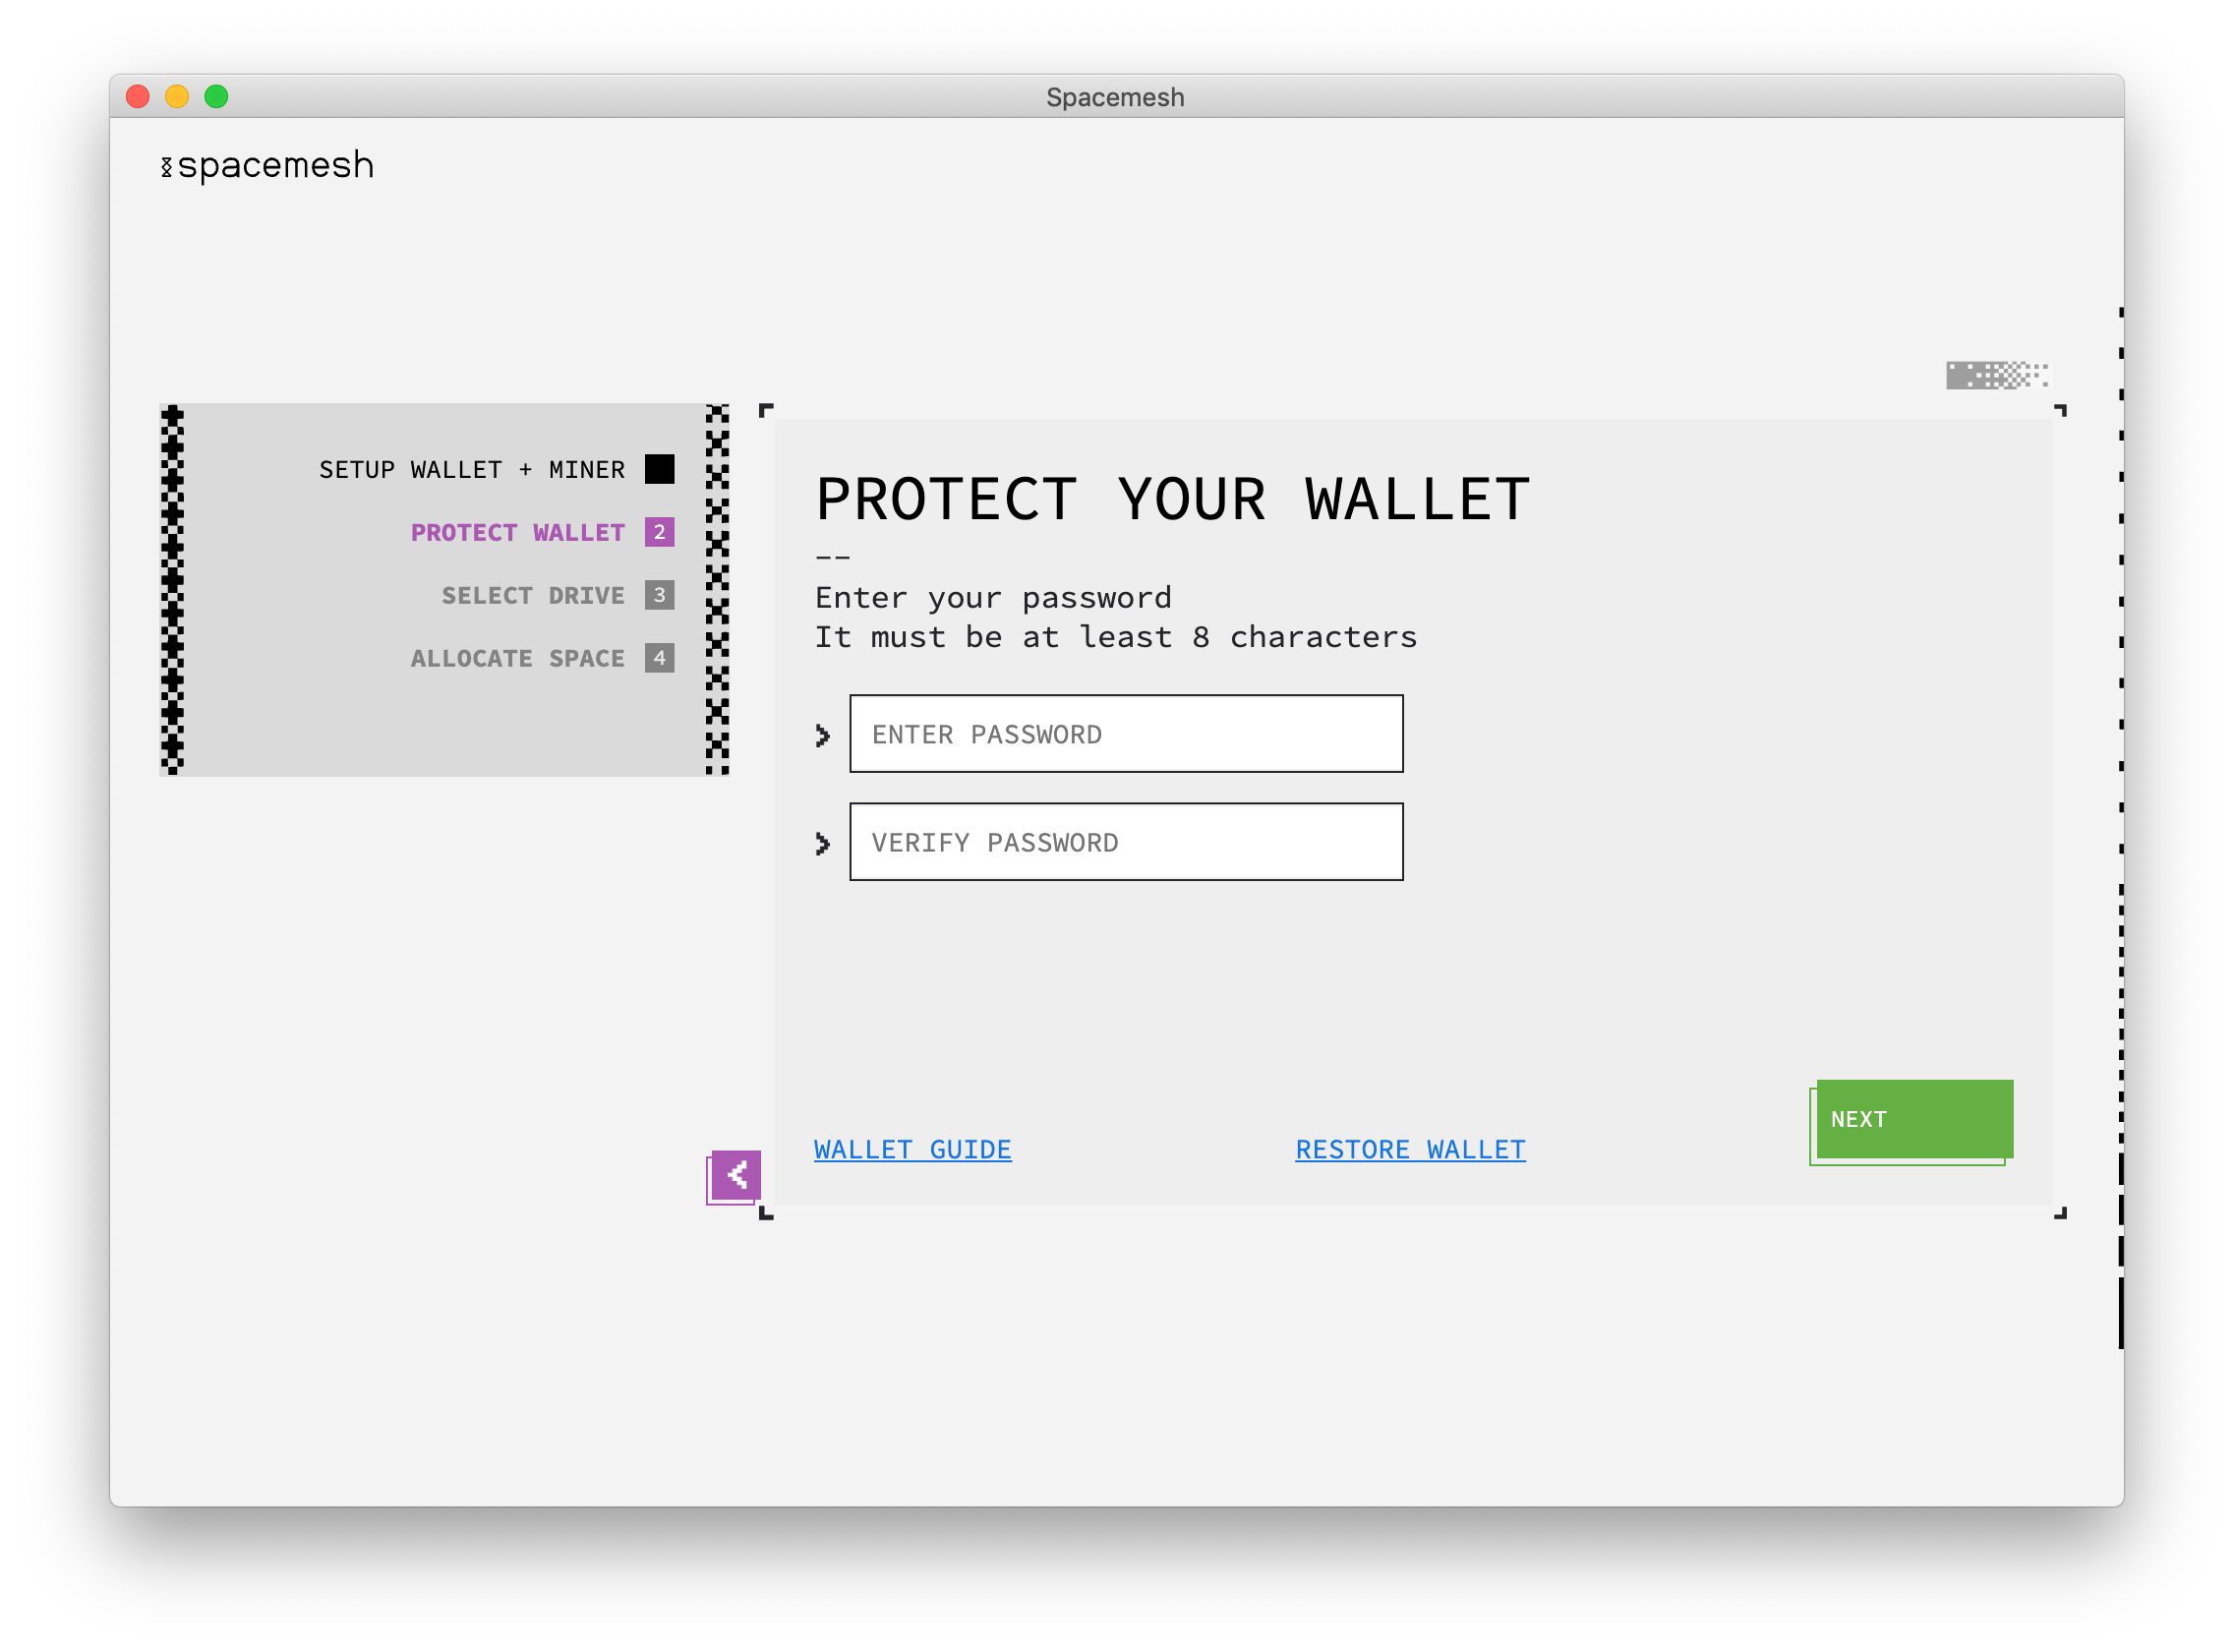 Spacemesh
spacemesh
SETUP WALLET + MINER
PROTECT WALLET 2
SELECT DRIVE 3
ALLOCATE SPACE 4
PROTECT YOUR WALLET
--
Enter your password
It must be at least 8 characters
ENTER PASSWORD
VERIFY PASSWORD
NEXT
WALLET GUIDE
RESTORE WALLET